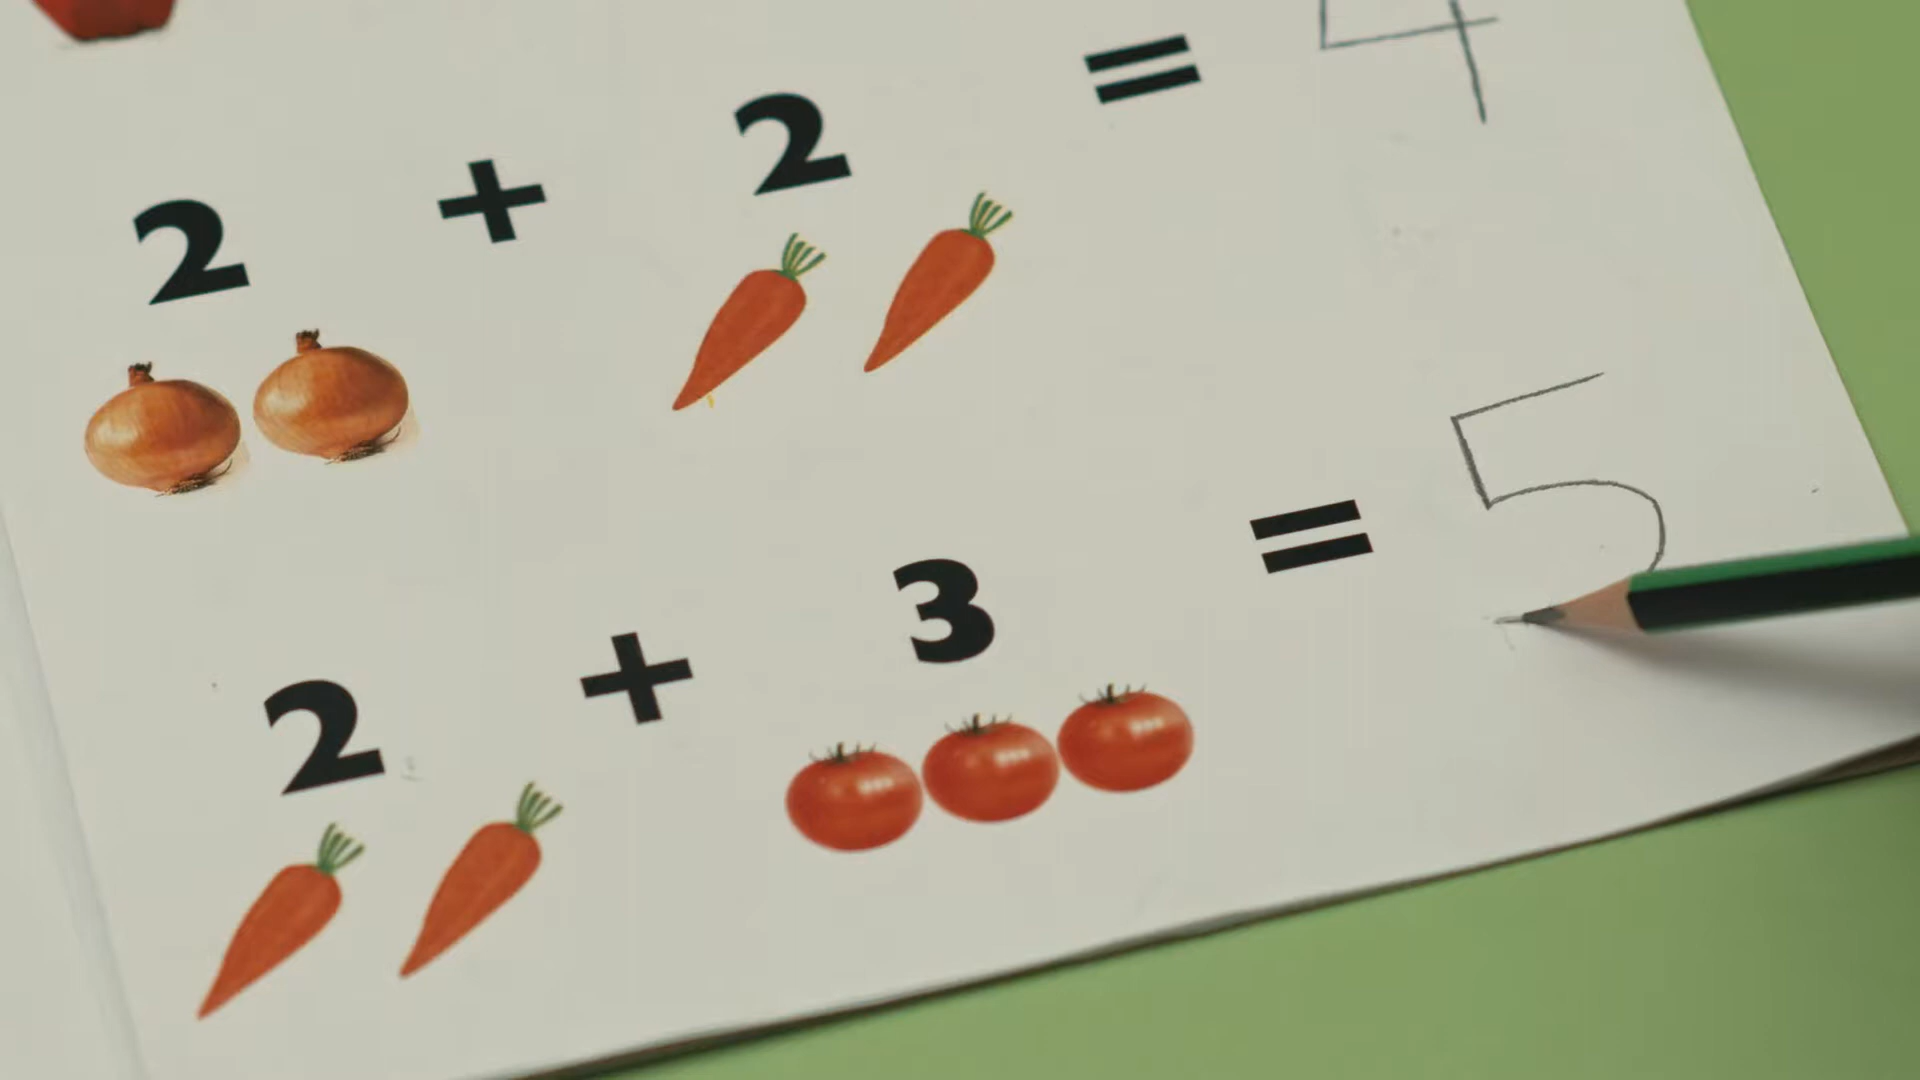 2 + 2 = 4
2 + 3 = 5